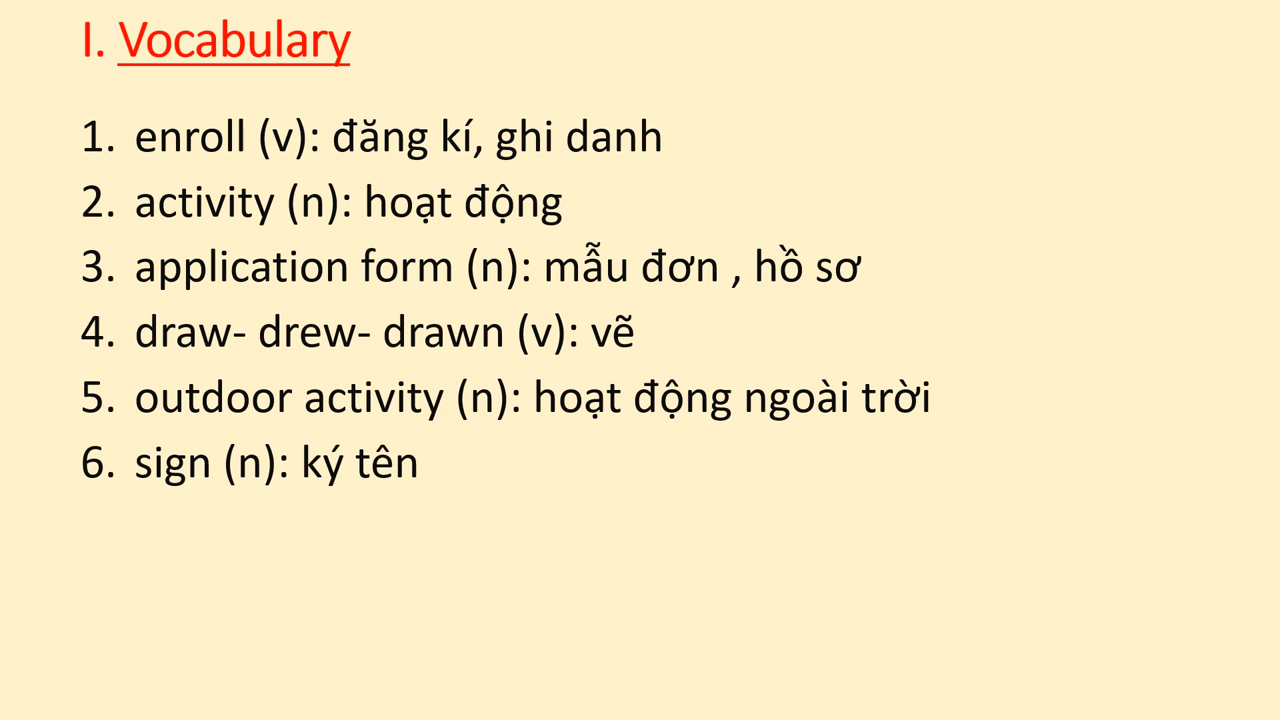 I. Vocabulary
1. enroll (v): đăng kí, ghi danh
2. activity (n): hoạt động
3. application form (n): mẫu đơn , hồ sơ
4. draw- drew- drawn (v): vẽ
5. outdoor activity (n): hoạt động ngoài trời
6. sign (n): ký tên